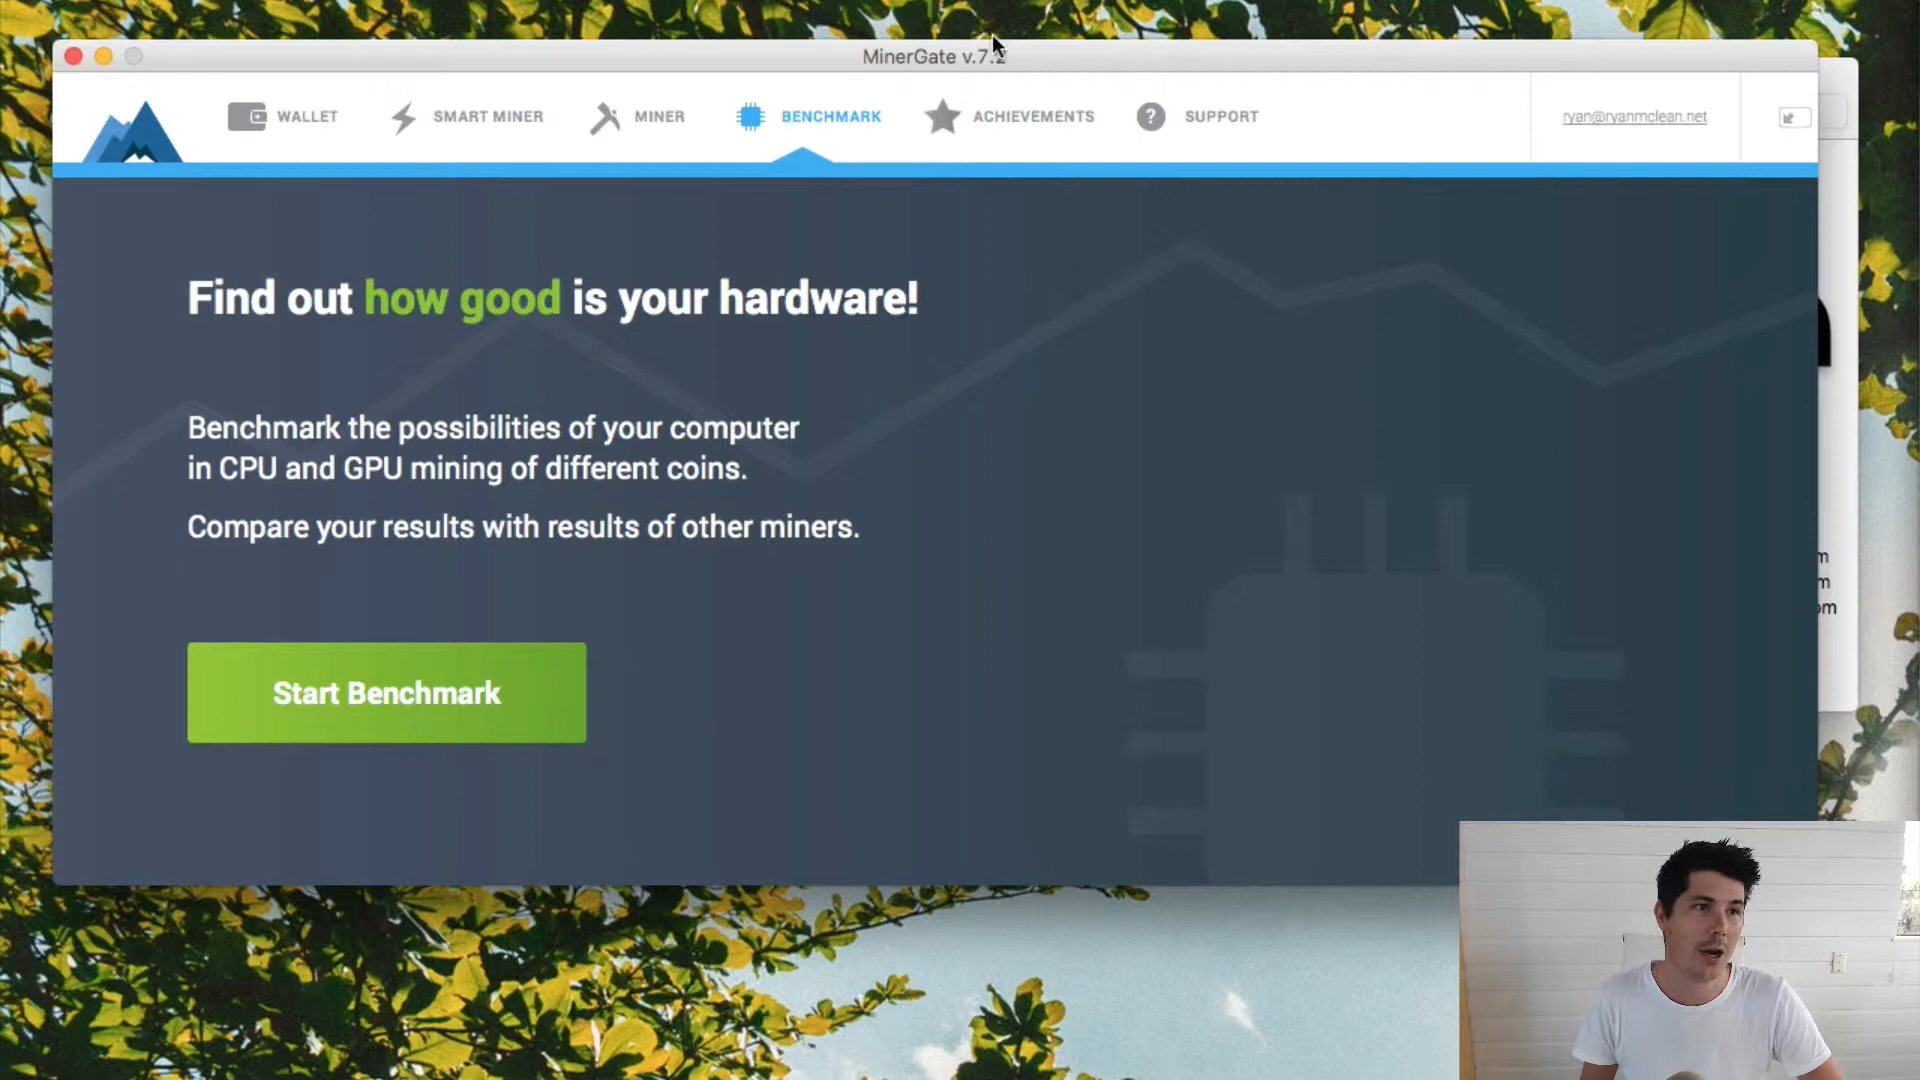 MinerGate v.7.2
WALLET
SMART MINER
MINER
BENCHMARK
ACHIEVEMENTS
? SUPPORT
ryan@ryanmclean.net
Find out how good is your hardware!
Benchmark the possibilities of your computer
in CPU and GPU mining of different coins.
Compare your results with results of other miners.
Start Benchmark
m
m
om